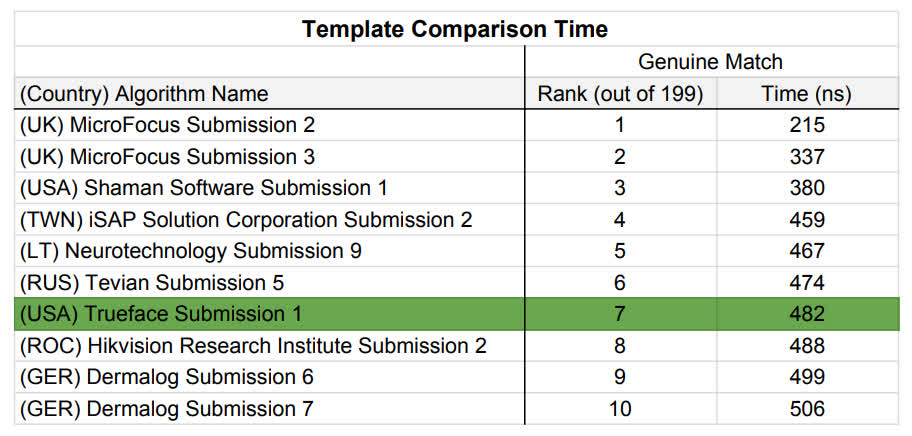 Template Comparison Time
Genuine Match
(Country) Algorithm Name Rank (out of 199) Time (ns)
(UK) MicroFocus Submission 2 1 215
(UK) MicroFocus Submission 3 2 337
(USA) Shaman Software Submission 1 3 380
(TWN) iSAP Solution Corporation Submission 2 4 459
(LT) Neurotechnology Submission 9 5 467
(RUS) Tevian Submission 5 6 474
(USA) Trueface Submission 1 7 482
(ROC) Hikvision Research Institute Submission 2 8 488
(GER) Dermalog Submission 6 9 499
(GER) Dermalog Submission 7 10 506